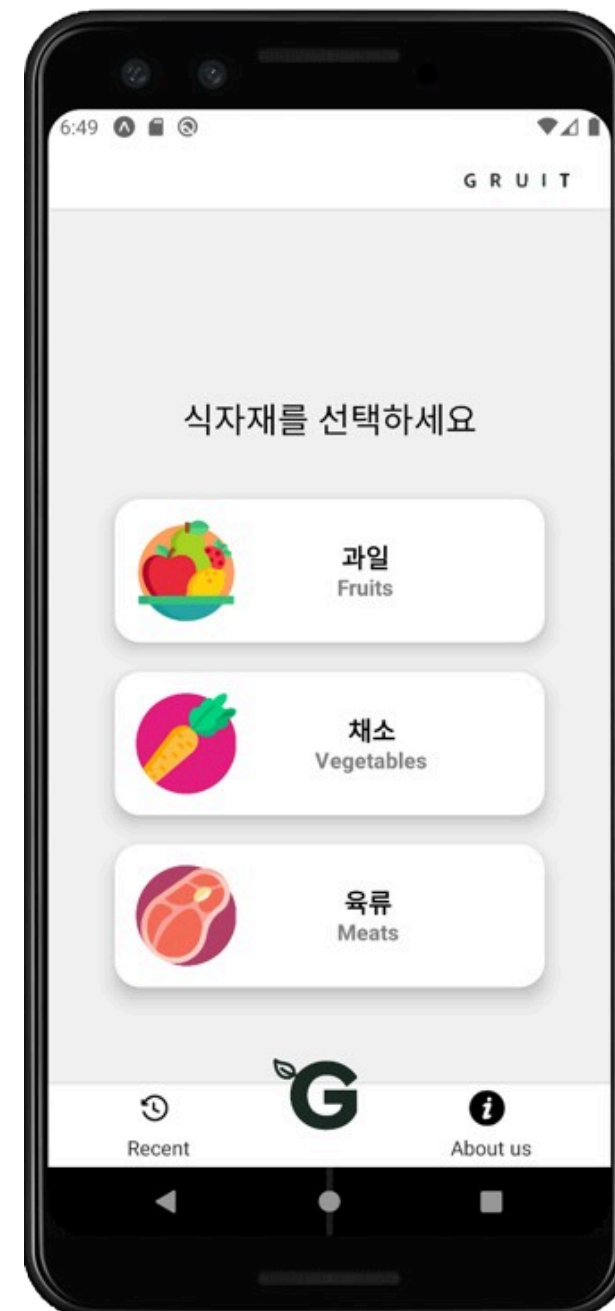 6:49
GRUIT
식자재를 선택하세요
과일
Fruits
채소
Vegetables
육류
Meats
G
Recent
About us